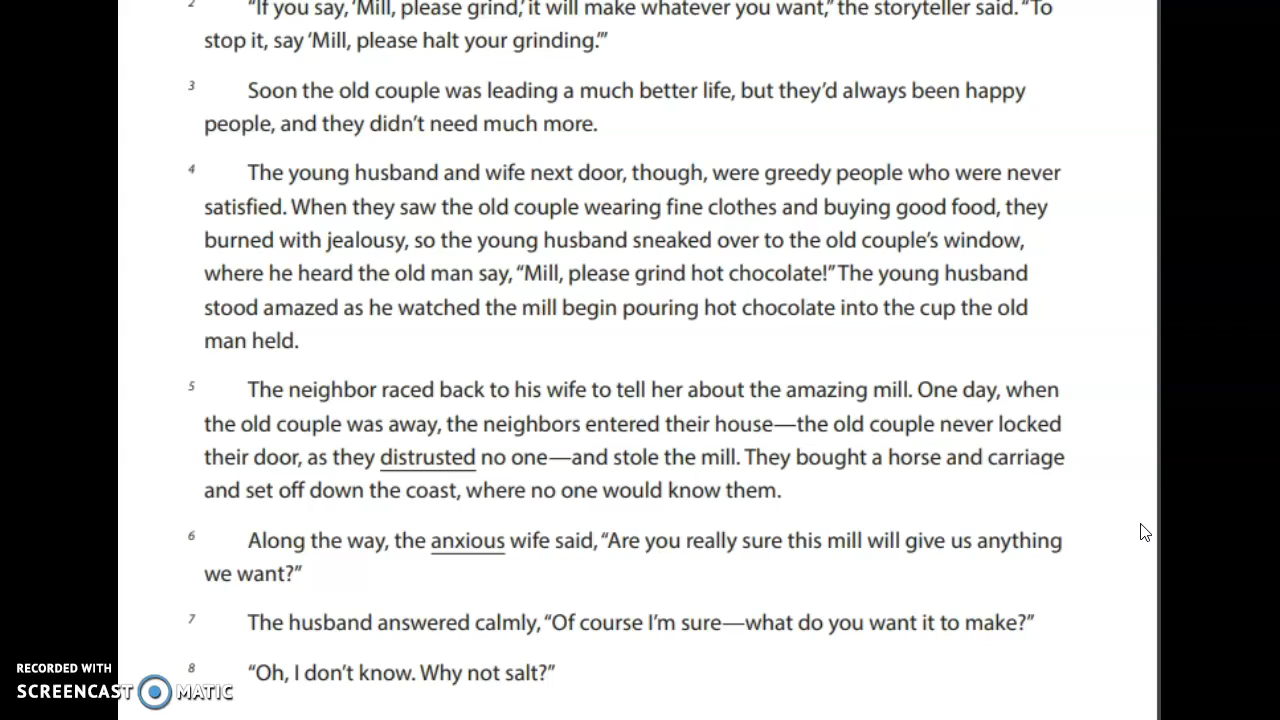 2 “If you say, ‘Mill, please grind,’ it will make whatever you want,” the storyteller said. “To
stop it, say ‘Mill, please halt your grinding.’”
3 Soon the old couple was leading a much better life, but they’d always been happy
people, and they didn’t need much more.
4 The young husband and wife next door, though, were greedy people who were never
satisfied. When they saw the old couple wearing fine clothes and buying good food, they
burned with jealousy, so the young husband sneaked over to the old couple’s window,
where he heard the old man say, “Mill, please grind hot chocolate!” The young husband
stood amazed as he watched the mill begin pouring hot chocolate into the cup the old
man held.
5 The neighbor raced back to his wife to tell her about the amazing mill. One day, when
the old couple was away, the neighbors entered their house—the old couple never locked
their door, as they distrusted no one—and stole the mill. They bought a horse and carriage
and set off down the coast, where no one would know them.
6 Along the way, the anxious wife said, “Are you really sure this mill will give us anything
we want?”
7 The husband answered calmly, “Of course I’m sure—what do you want it to make?”
8 “Oh, I don’t know. Why not salt?”
RECORDED WITH
SCREENCAST MATIC